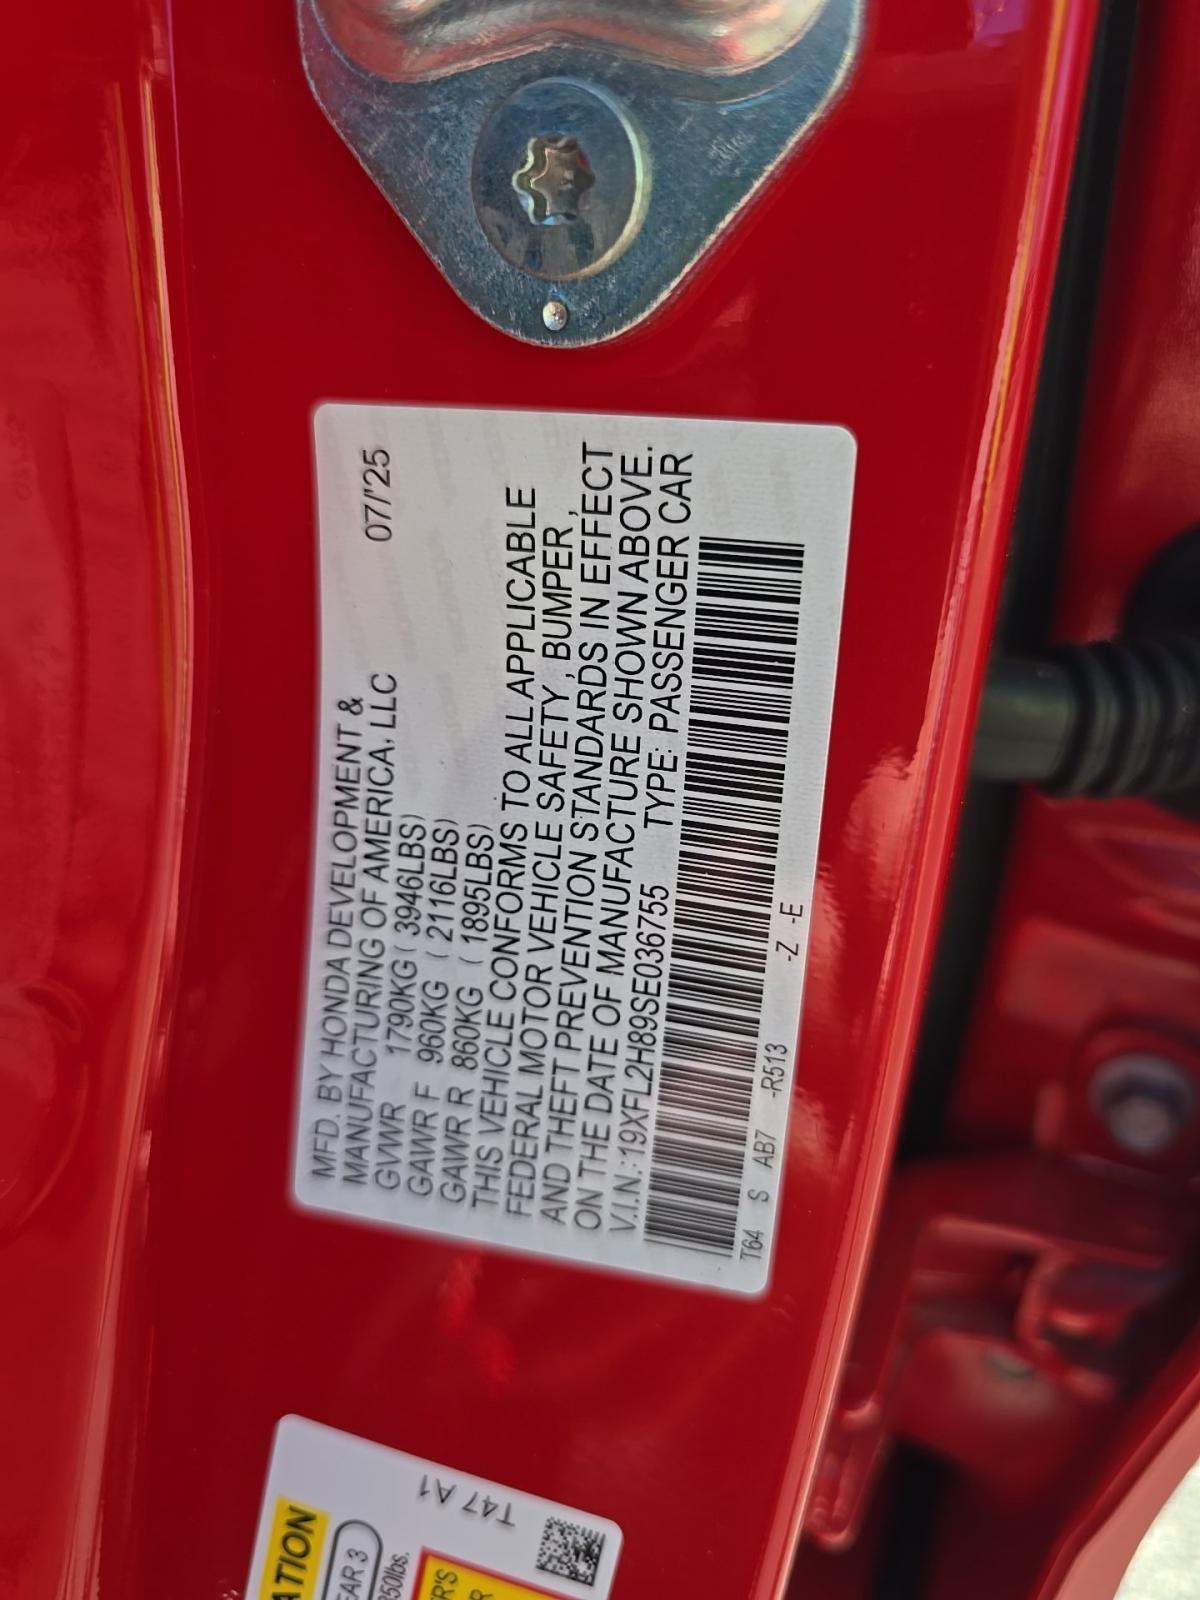 MFD. BY HONDA DEVELOPMENT &
MANUFACTURING OF AMERICA, LLC 07/'25
GVWR 1790KG ( 3946LBS)
GAWR F 960KG ( 2116LBS)
GAWR R 860KG ( 1895LBS)
THIS VEHICLE CONFORMS TO ALL APPLICABLE
FEDERAL MOTOR VEHICLE SAFETY, BUMPER,
AND THEFT PREVENTION STANDARDS IN EFFECT
ON THE DATE OF MANUFACTURE SHOWN ABOVE.
V.I.N.:19XFL2H89SE036755 TYPE: PASSENGER CAR
T64 S AB7 -R513 -Z -E
T47 A1